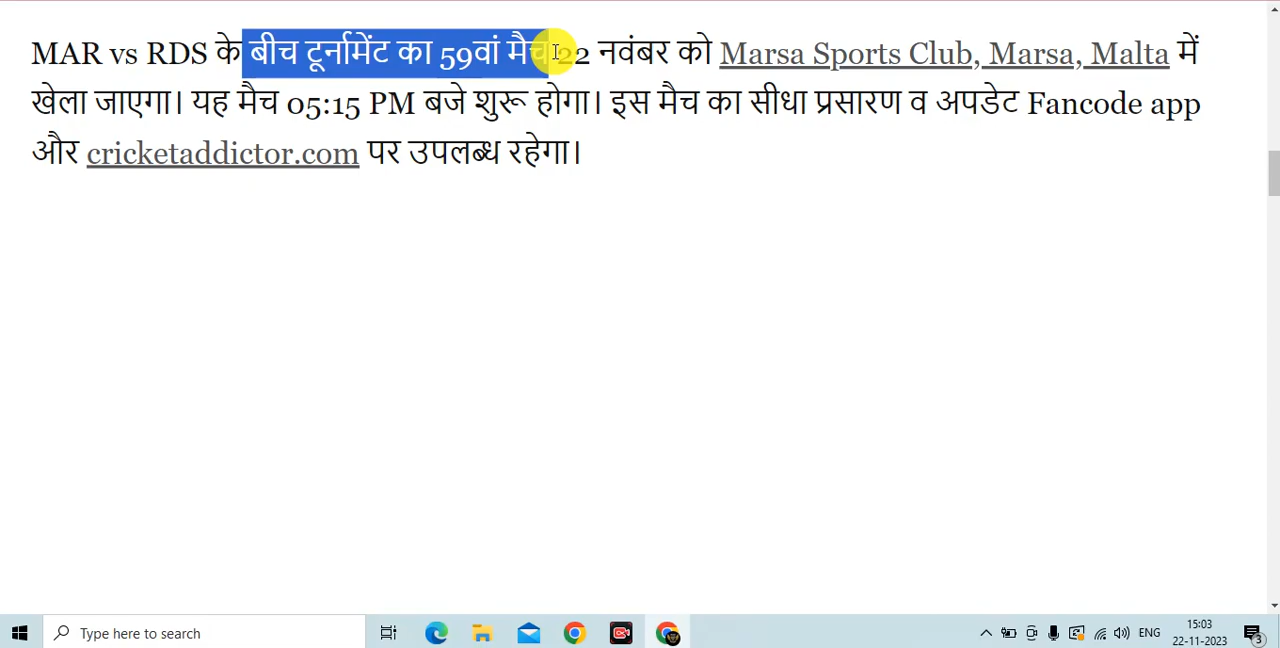 MAR vs RDS के बीच टूर्नामेंट का 59वां मैच 22 नवंबर को Marsa Sports Club, Marsa, Malta में
खेला जाएगा। यह मैच 05:15 PM बजे शुरू होगा। इस मैच का सीधा प्रसारण व अपडेट Fancode app
और cricketaddictor.com पर उपलब्ध रहेगा।
Type here to search
ENG
15:03
22-11-2023
3